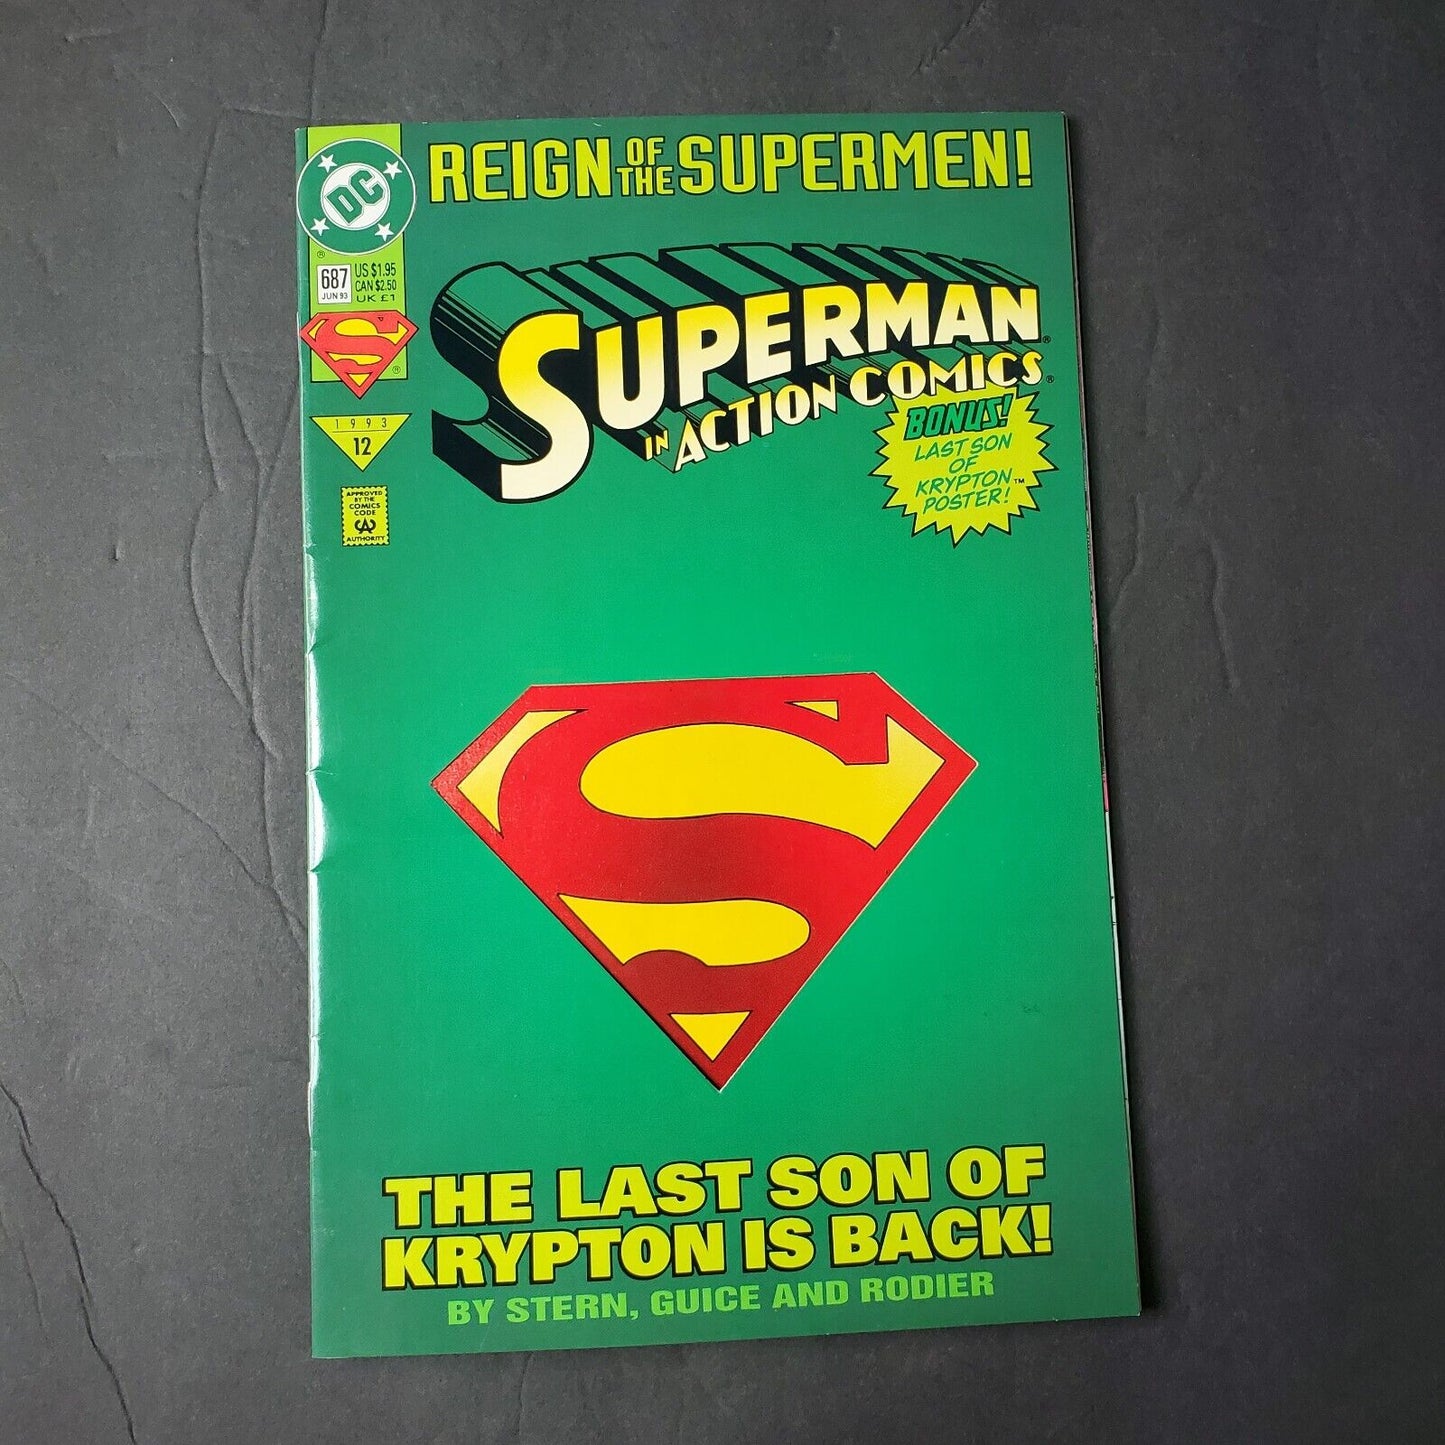 REIGN OF THE SUPERMEN!
DC
®
687
JUN 93
US $1.95
CAN $2.50
UK £1
S
®
1993
12
APPROVED
BY THE
COMICS
CODE
CA
AUTHORITY
SUPERMAN®
IN ACTION COMICS®
BONUS!
LAST SON
OF
KRYPTON™
POSTER!
S
THE LAST SON OF
KRYPTON IS BACK!
BY STERN, GUICE AND RODIER